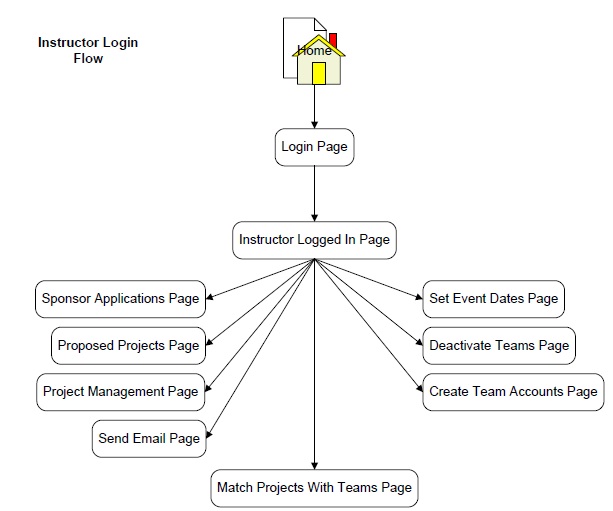 Instructor Login
Flow
Home
Login Page
Instructor Logged In Page
Sponsor Applications Page
Set Event Dates Page
Proposed Projects Page
Deactivate Teams Page
Project Management Page
Create Team Accounts Page
Send Email Page
Match Projects With Teams Page